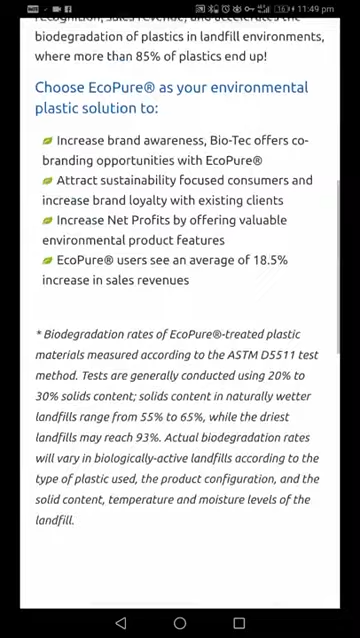 11:49 pm
recognition, sales revenue, and accelerates the
biodegradation of plastics in landfill environments,
where more than 85% of plastics end up!
Choose EcoPure® as your environmental
plastic solution to:
Increase brand awareness, Bio-Tec offers co-
branding opportunities with EcoPure®
Attract sustainability focused consumers and
increase brand loyalty with existing clients
Increase Net Profits by offering valuable
environmental product features
EcoPure® users see an average of 18.5%
increase in sales revenues
* Biodegradation rates of EcoPure®-treated plastic
materials measured according to the ASTM D5511 test
method. Tests are generally conducted using 20% to
30% solids content; solids content in naturally wetter
landfills range from 55% to 65%, while the driest
landfills may reach 93%. Actual biodegradation rates
will vary in biologically-active landfills according to the
type of plastic used, the product configuration, and the
solid content, temperature and moisture levels of the
landfill.